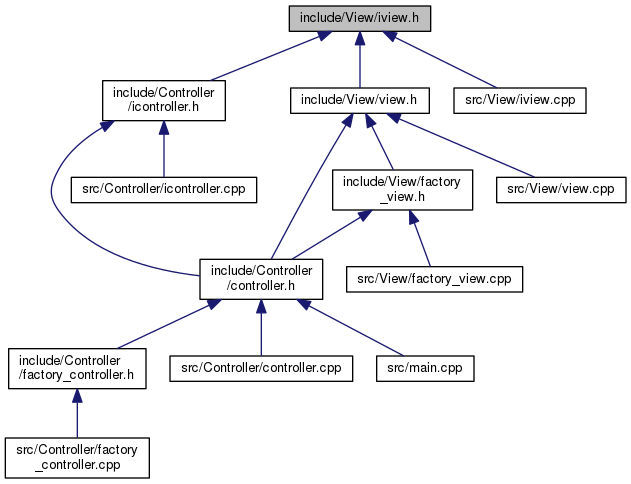 include/View/iview.h
include/Controller
/icontroller.h
include/View/view.h
src/View/iview.cpp
src/Controller/icontroller.cpp
include/View/factory
_view.h
src/View/view.cpp
include/Controller
/controller.h
src/View/factory_view.cpp
include/Controller
/factory_controller.h
src/Controller/controller.cpp
src/main.cpp
src/Controller/factory
_controller.cpp